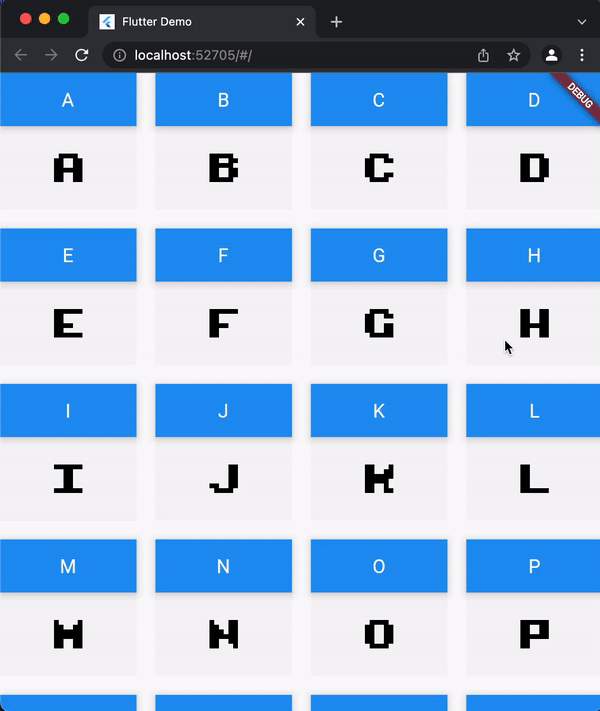 Flutter Demo
localhost:52705/#/
DEBUG
A B C D
A B C D
E F G H
E F G H
I J K L
I J K L
M N O P
M N O P